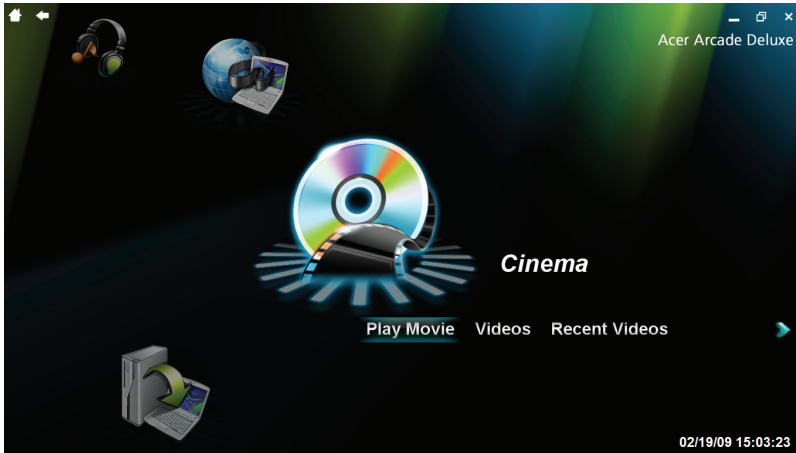 Acer Arcade Deluxe
Cinema
Play Movie Videos Recent Videos
02/19/09 15:03:23